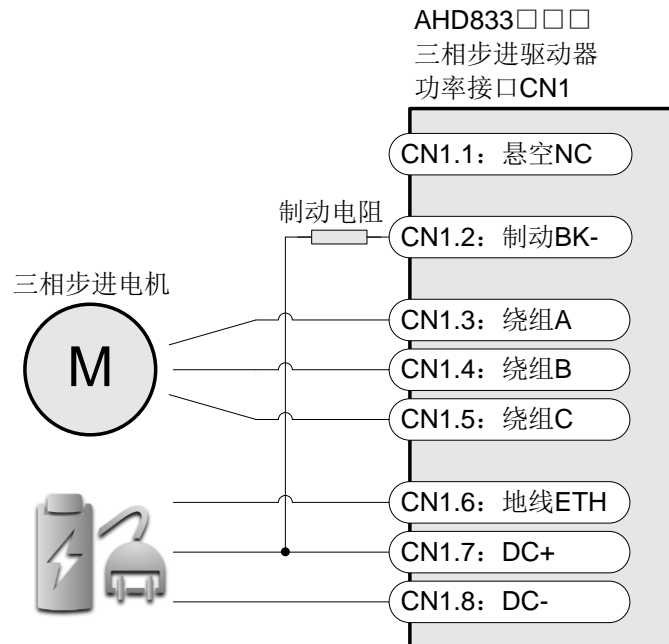 AHD833□□□
三相步进驱动器
功率接口CN1
CN1.1：悬空NC
制动电阻
CN1.2：制动BK-
三相步进电机
M
CN1.3：绕组A
CN1.4：绕组B
CN1.5：绕组C
CN1.6：地线ETH
CN1.7：DC+
CN1.8：DC-